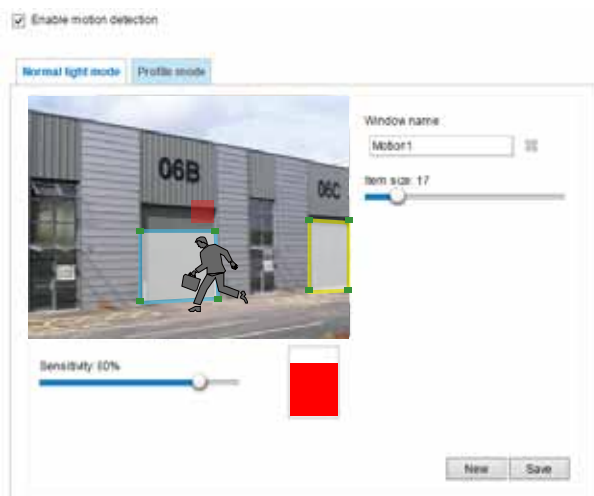 Enable motion detection
Normal light mode
Profile mode
Window name
Motion1
Item size: 17
06B
06C
Sensitivity: 80%
New
Save